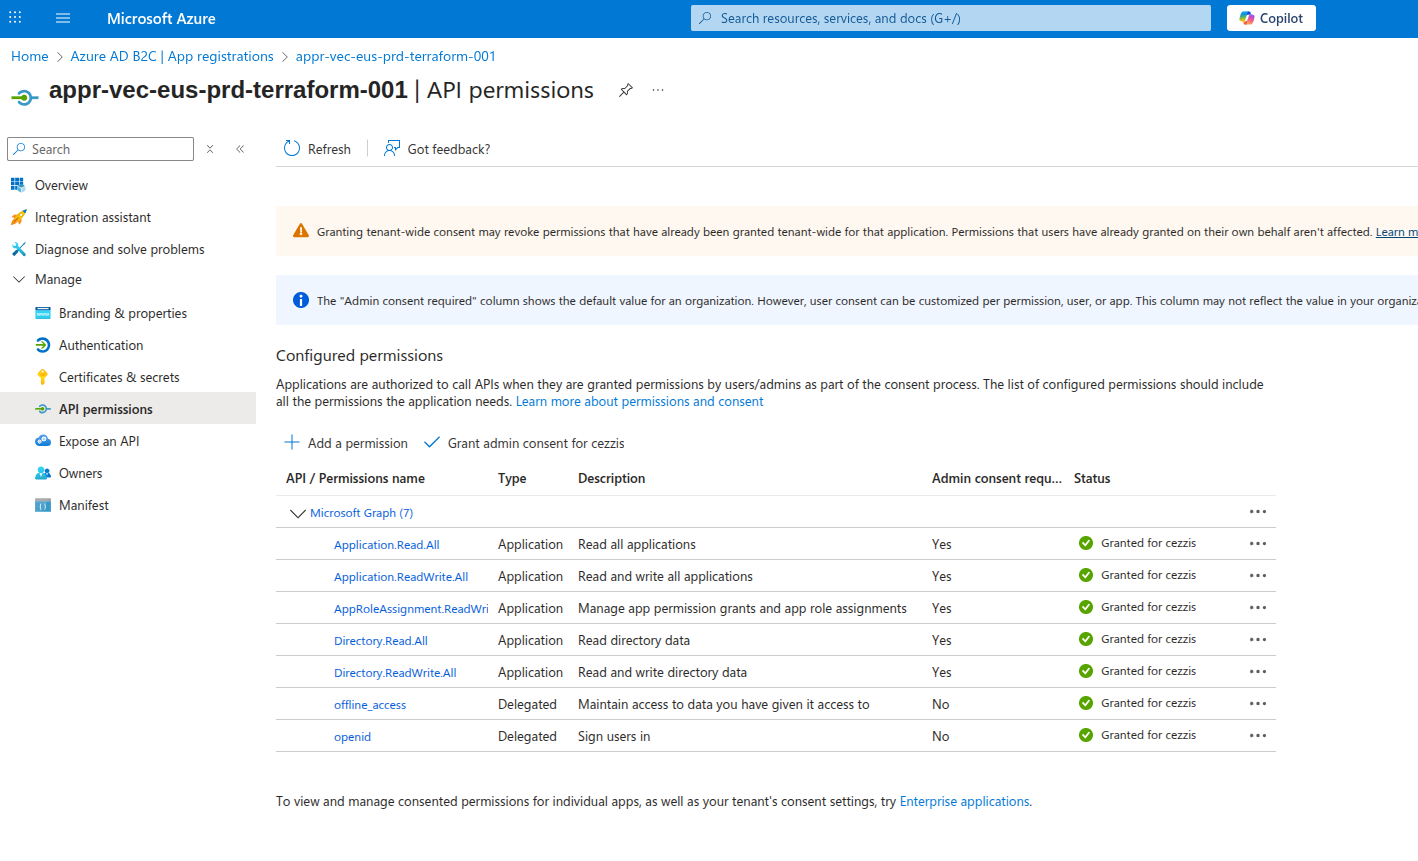 Microsoft Azure
Search resources, services, and docs (G+/)
Copilot
Home > Azure AD B2C | App registrations > appr-vec-eus-prd-terraform-001
appr-vec-eus-prd-terraform-001 | API permissions
Search
Refresh
Got feedback?
Overview
Integration assistant
Diagnose and solve problems
Manage
Branding & properties
Authentication
Certificates & secrets
API permissions
Expose an API
Owners
Manifest
Granting tenant-wide consent may revoke permissions that have already been granted tenant-wide for that application. Permissions that users have already granted on their own behalf aren't affected. Learn m
The "Admin consent required" column shows the default value for an organization. However, user consent can be customized per permission, user, or app. This column may not reflect the value in your organiza
Configured permissions
Applications are authorized to call APIs when they are granted permissions by users/admins as part of the consent process. The list of configured permissions should include
all the permissions the application needs. Learn more about permissions and consent
Add a permission
Grant admin consent for cezzis
API / Permissions name Type Description Admin consent requ... Status
Microsoft Graph (7)
Application.Read.All Application Read all applications Yes Granted for cezzis
Application.ReadWrite.All Application Read and write all applications Yes Granted for cezzis
AppRoleAssignment.ReadWri Application Manage app permission grants and app role assignments Yes Granted for cezzis
Directory.Read.All Application Read directory data Yes Granted for cezzis
Directory.ReadWrite.All Application Read and write directory data Yes Granted for cezzis
offline_access Delegated Maintain access to data you have given it access to No Granted for cezzis
openid Delegated Sign users in No Granted for cezzis
To view and manage consented permissions for individual apps, as well as your tenant's consent settings, try Enterprise applications.